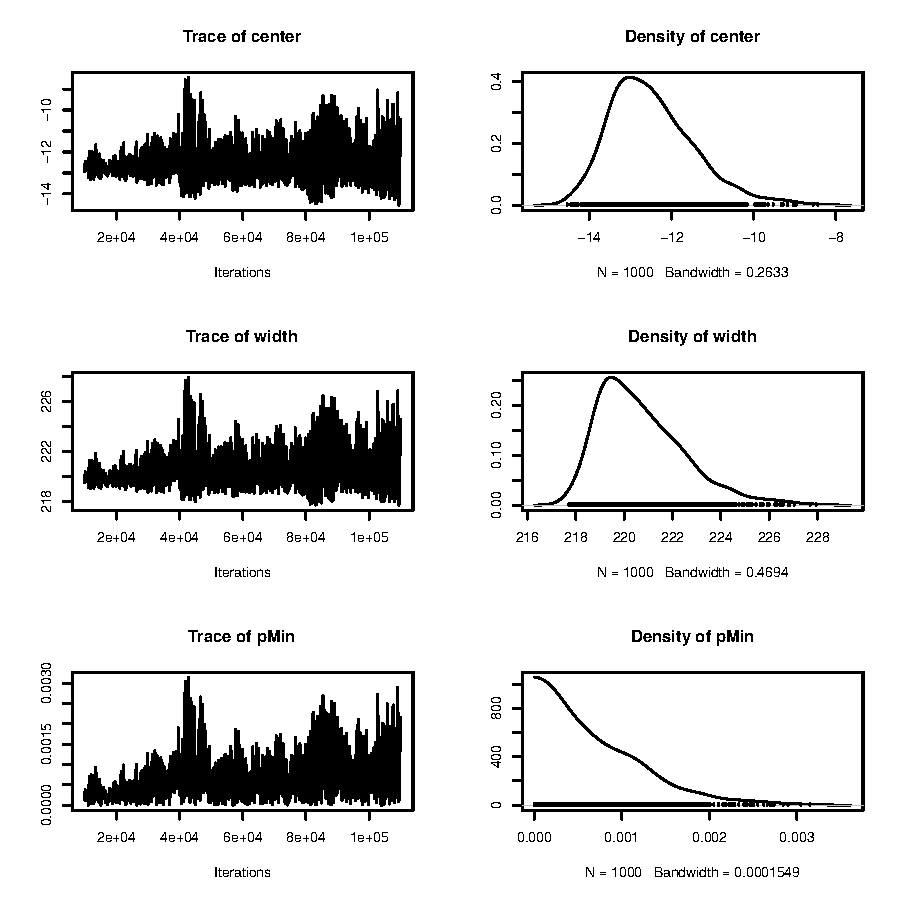 Trace of center
−10
−12
−14
2e+04 4e+04 6e+04 8e+04 1e+05
Iterations
Density of center
0.4
0.2
0.0
−14 −12 −10 −8
N = 1000 Bandwidth = 0.2633
Trace of width
226
222
218
2e+04 4e+04 6e+04 8e+04 1e+05
Iterations
Density of width
0.20
0.10
0.00
216 218 220 222 224 226 228
N = 1000 Bandwidth = 0.4694
Trace of pMin
0.0030
0.0015
0.0000
2e+04 4e+04 6e+04 8e+04 1e+05
Iterations
Density of pMin
800
400
0
0.000 0.001 0.002 0.003
N = 1000 Bandwidth = 0.0001549